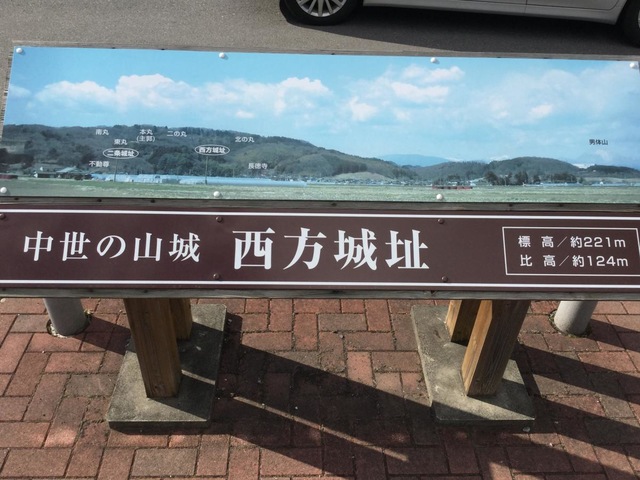 南丸
本丸
(主郭)
二の丸
東丸
北の丸
二条城址
西方城址
不動尊
長徳寺
男体山
中世の山城 西方城址
標 高/約221m
比 高/約124m